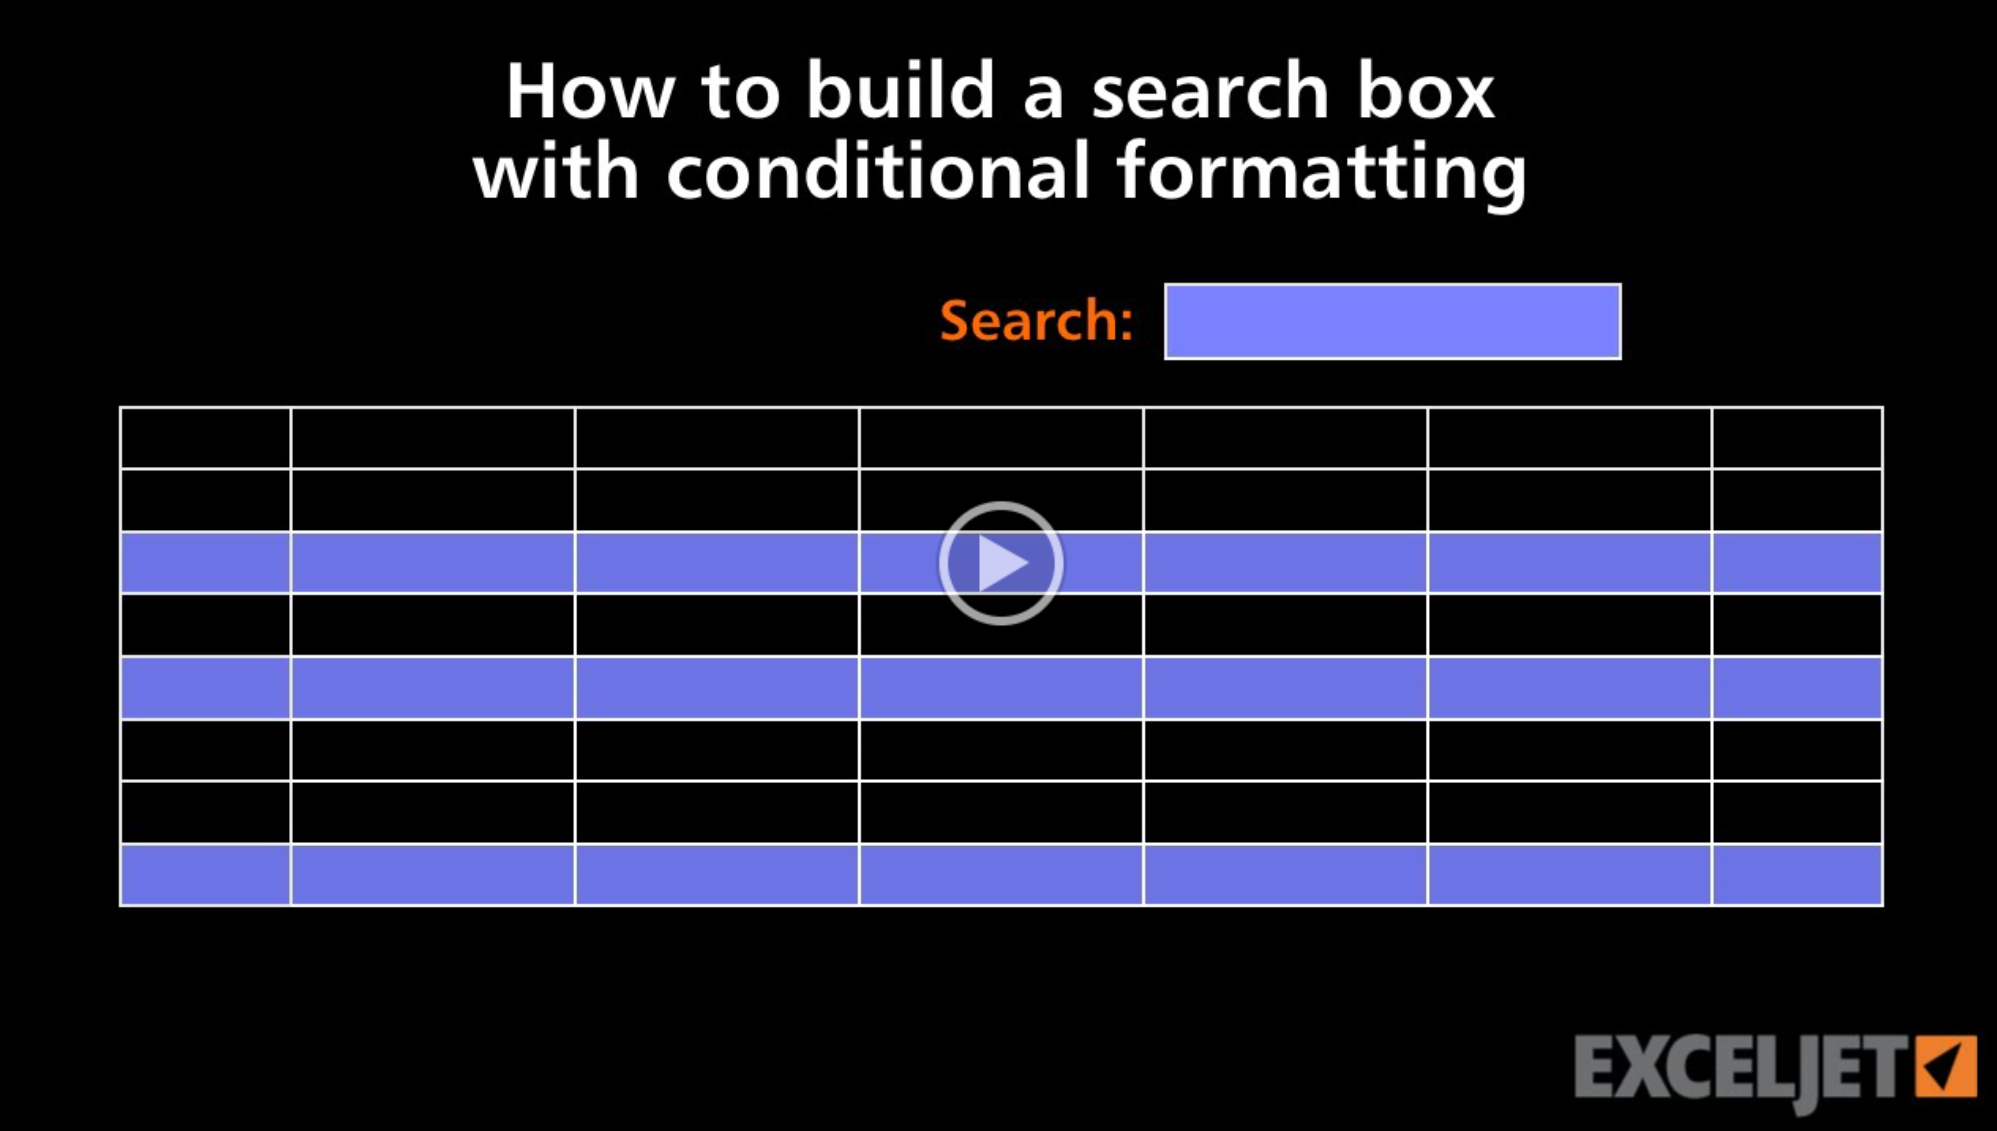 How to build a search box
with conditional formatting
Search:
EXCELJET